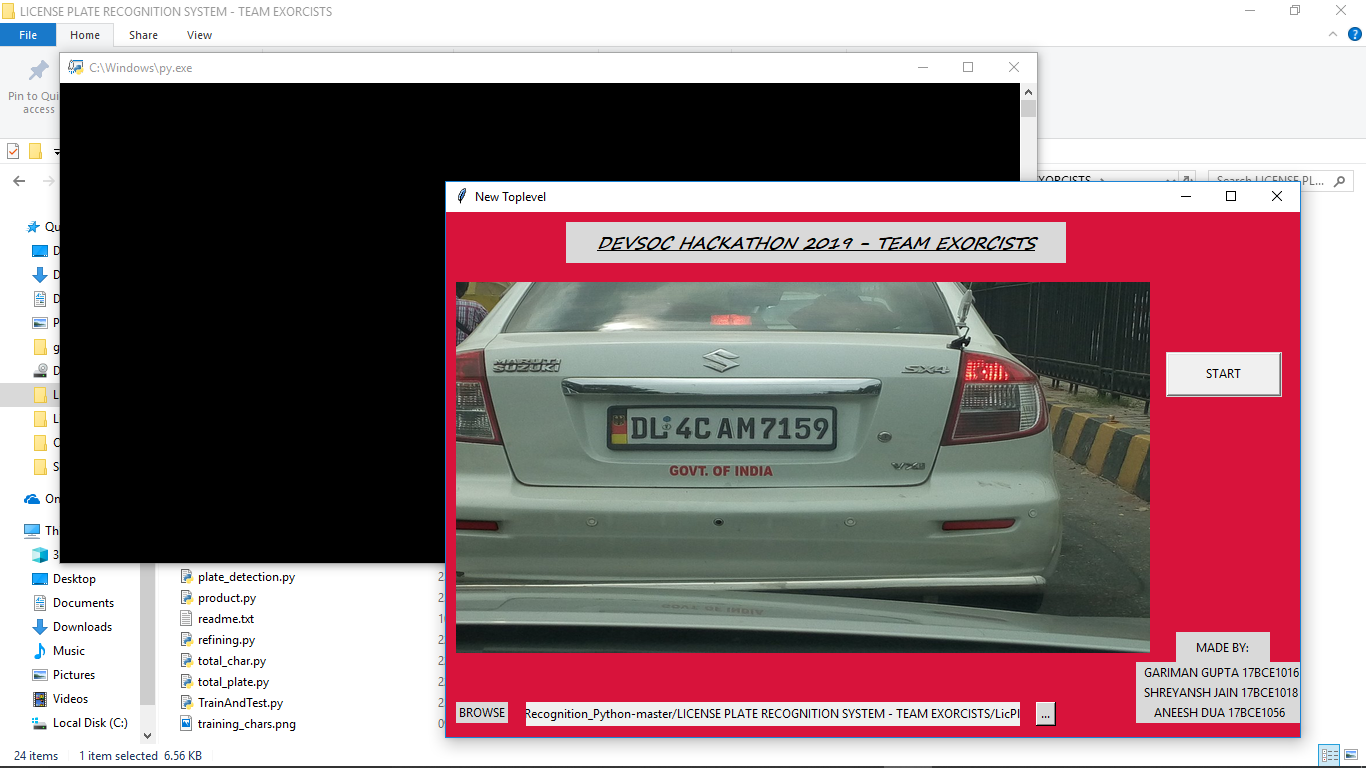 LICENSE PLATE RECOGNITION SYSTEM - TEAM EXORCISTS
File Home Share View
C:\Windows\py.exe
Pin to Qui
access
EXORCISTS
Search LICENSE PL...
New Toplevel
DEVSOC HACKATHON 2019 - TEAM EXORCISTS
MARUTI
SUZUKI
SX4
DL 4C AM 7159
GOVT. OF INDIA
VXi
START
Qu
D
D
D
P
g
D
L
L
C
S
On
Th
3
Desktop
Documents
Downloads
Music
Pictures
Videos
Local Disk (C:)
plate_detection.py
product.py
readme.txt
refining.py
total_char.py
total_plate.py
TrainAndTest.py
training_chars.png
MADE BY:
GARIMAN GUPTA 17BCE1016
SHREYANSH JAIN 17BCE1018
ANEESH DUA 17BCE1056
BROWSE
Recognition_Python-master/LICENSE PLATE RECOGNITION SYSTEM - TEAM EXORCISTS/LicPl
...
24 items 1 item selected 6.56 KB